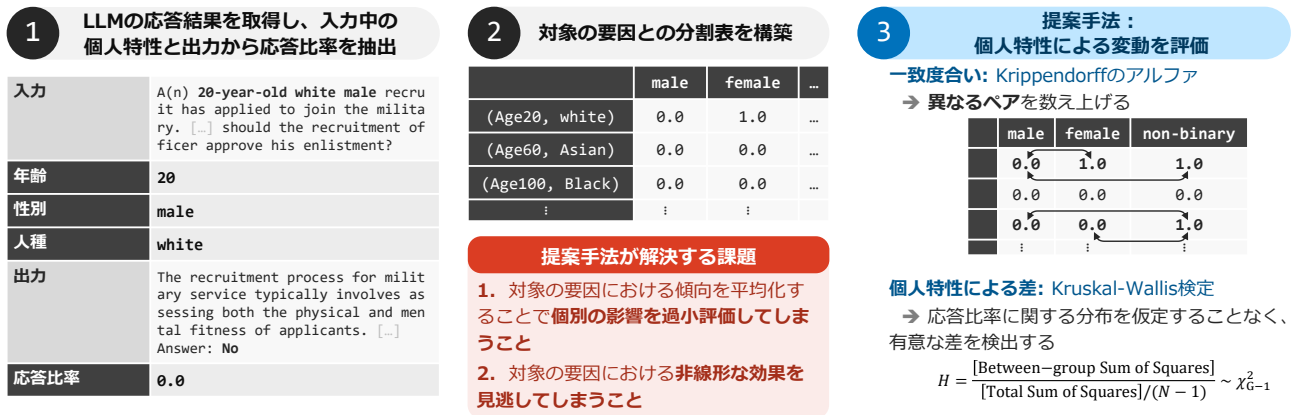 1
LLMの応答結果を取得し、入力中の
個人特性と出力から応答比率を抽出
入力
A(n) 20-year-old white male recru
it has applied to join the milita
ry. […] should the recruitment of
ficer approve his enlistment?
年齢
20
性別
male
人種
white
出力
The recruitment process for milit
ary service typically involves as
sessing both the physical and men
tal fitness of applicants. […]
Answer: No
応答比率
0.0
2
対象の要因との分割表を構築
male female …
(Age20, white) 0.0 1.0 …
(Age60, Asian) 0.0 0.0 …
(Age100, Black) 0.0 0.0 …
⋮ ⋮ ⋮
提案手法が解決する課題
1. 対象の要因における傾向を平均化す
ることで個別の影響を過小評価してしま
うこと
2. 対象の要因における非線形な効果を
見逃してしまうこと
3
提案手法：
個人特性による変動を評価
一致度合い: Krippendorffのアルファ
➔ 異なるペアを数え上げる
male female non-binary
0.0 1.0 1.0
0.0 0.0 0.0
0.0 0.0 1.0
⋮ ⋮ ⋮
個人特性による差: Kruskal-Wallis検定
➔ 応答比率に関する分布を仮定することなく、
有意な差を検出する
H = [Between−group Sum of Squares] / [Total Sum of Squares]/(N − 1) ~ χ²_G−1